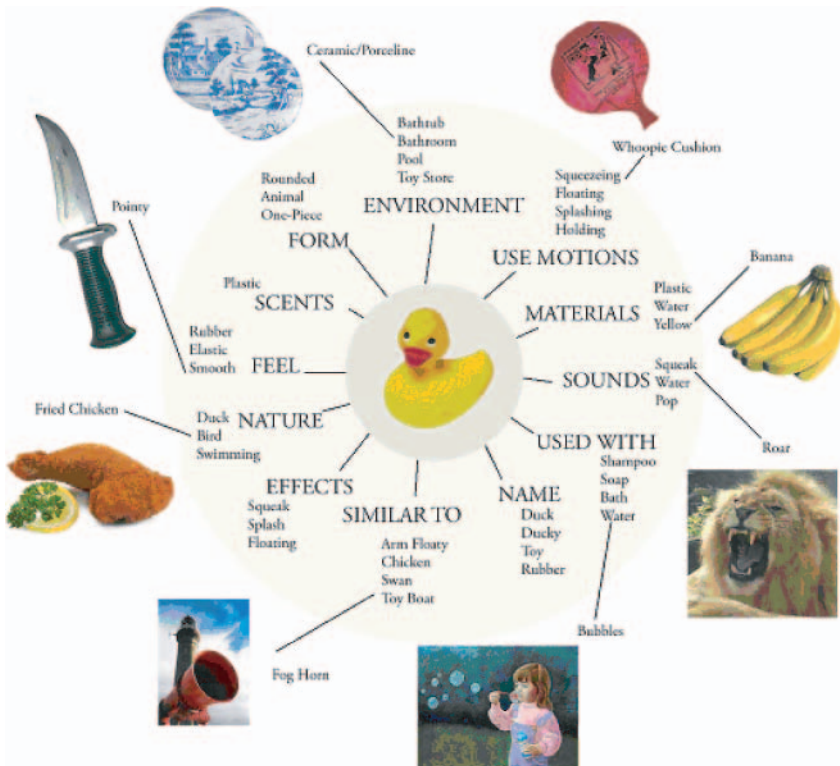 Ceramic/Porceline
Bathtub
Bathroom
Pool
Toy Store
ENVIRONMENT
Whoopie Cushion
Squeezeing
Floating
Splashing
Holding
USE MOTIONS
Banana
Plastic
Water
Yellow
MATERIALS
Squeak
Water
Pop
SOUNDS
Roar
USED WITH
Shampoo
Soap
Bath
Water
Bubbles
NAME
Duck
Ducky
Toy
Rubber
SIMILAR TO
Arm Floaty
Chicken
Swan
Toy Boat
Fog Horn
EFFECTS
Squeak
Splash
Floating
Fried Chicken
Duck
Bird
Swimming
NATURE
Rubber
Elastic
Smooth
FEEL
Pointy
Plastic
SCENTS
Rounded
Animal
One-Piece
FORM